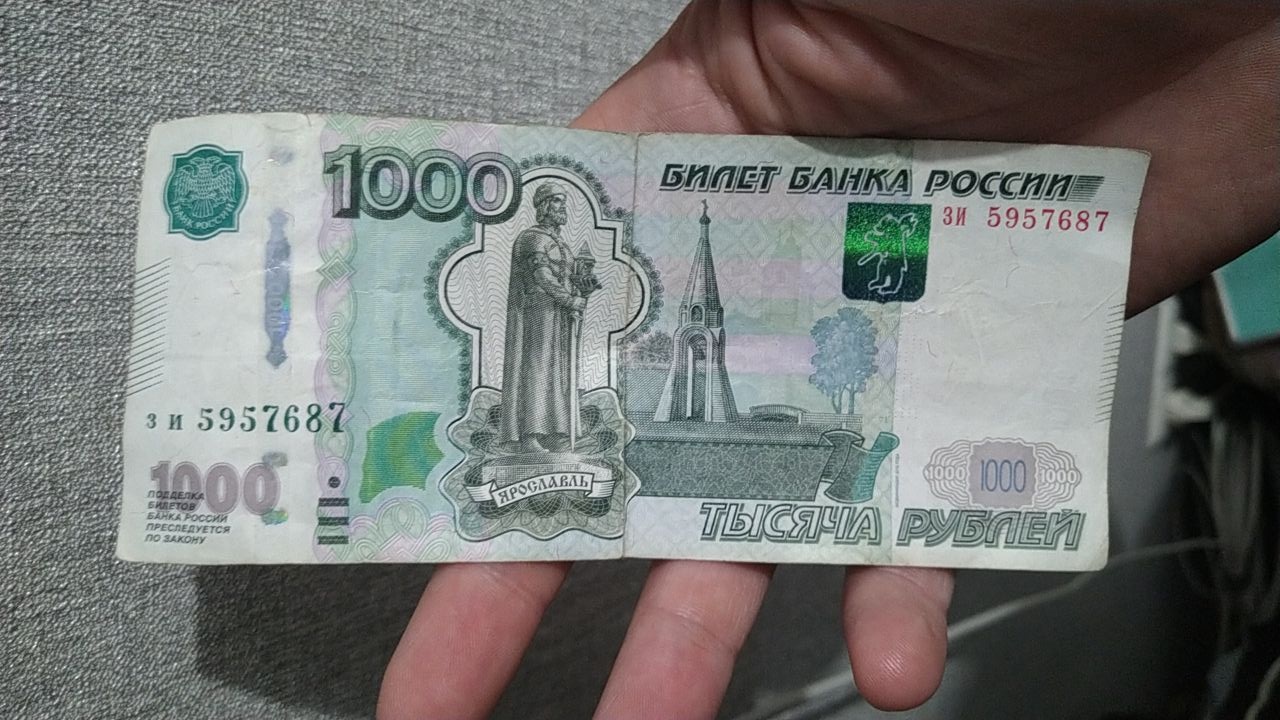 1000
БИЛЕТ БАНКА РОССИИ
БАНК РОССИИ
ЗИ 5957687
ЗИ 5957687
ЯРОСЛАВЛЬ
1000
ПОДДЕЛКА
БИЛЕТОВ
БАНКА РОССИИ
ПРЕСЛЕДУЕТСЯ
ПО ЗАКОНУ
1000 1000 1000
ТЫСЯЧА РУБЛЕЙ